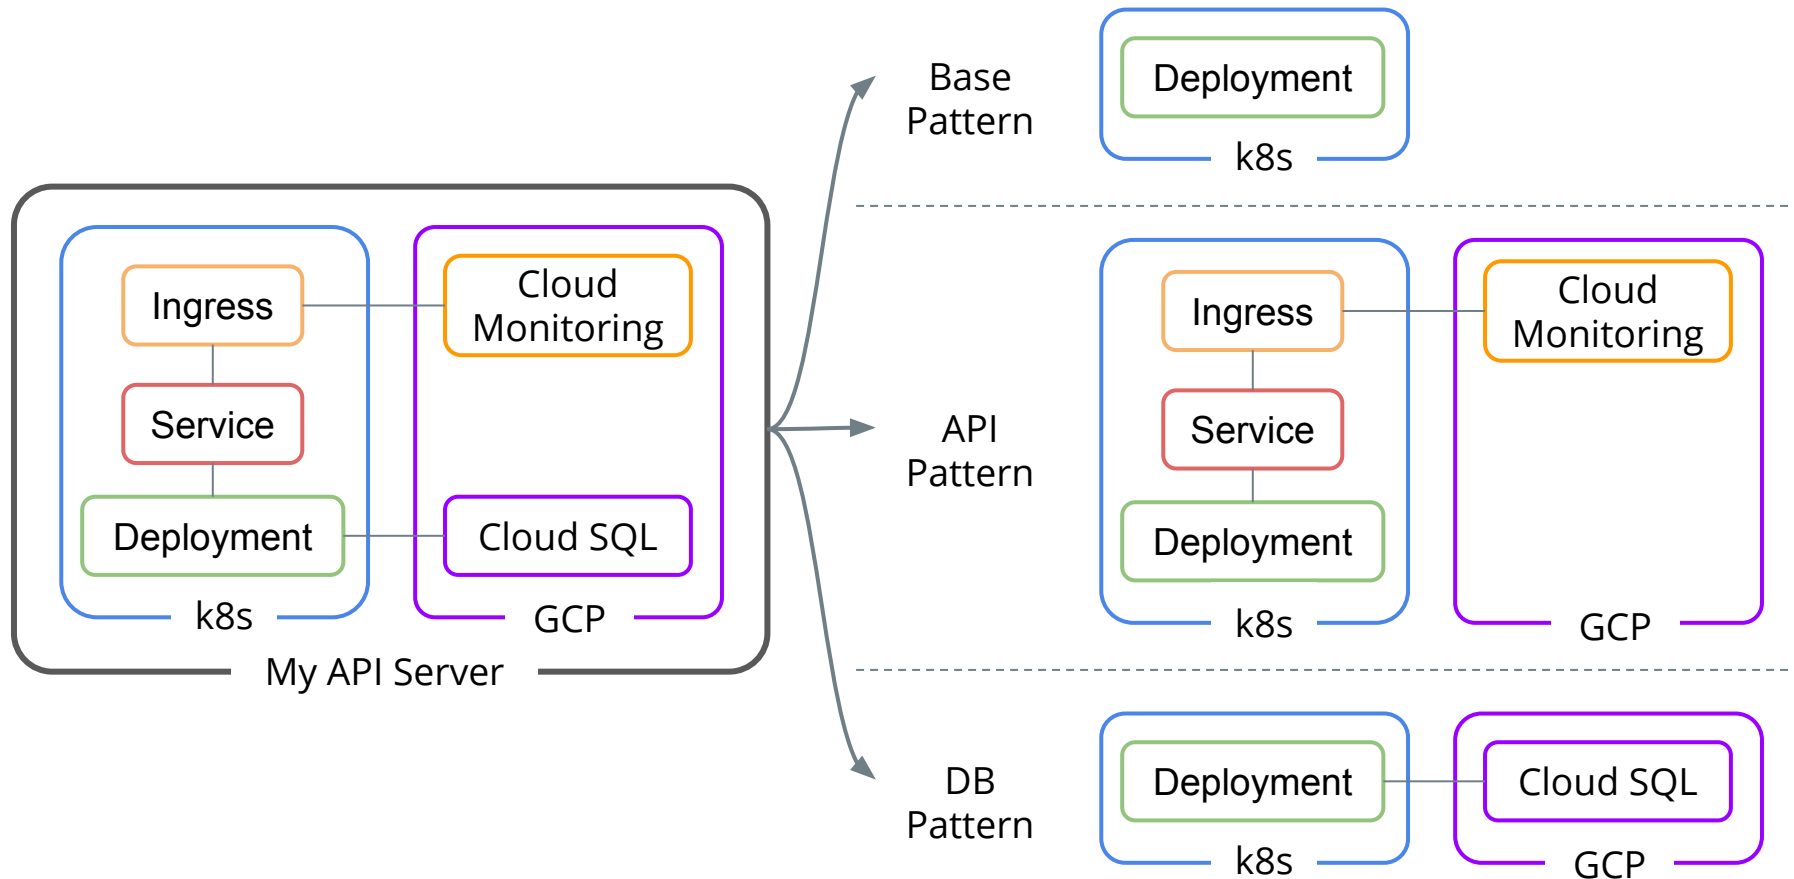 Ingress
Cloud
Monitoring
Service
Deployment
Cloud SQL
k8s
GCP
My API Server
Base
Pattern
Deployment
k8s
API
Pattern
Ingress
Cloud
Monitoring
Service
Deployment
k8s
GCP
DB
Pattern
Deployment
Cloud SQL
k8s
GCP